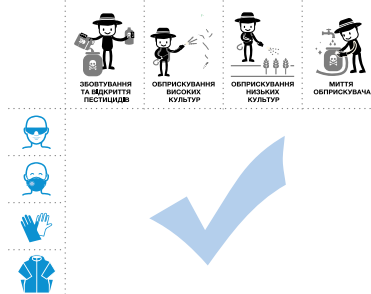 ЗБОВТУВАННЯ
ТА ВІДКРИТТЯ
ПЕСТИЦИДІВ
ОБПРИСКУВАННЯ
ВИСОКИХ
КУЛЬТУР
ОБПРИСКУВАННЯ
НИЗЬКИХ
КУЛЬТУР
МИТТЯ
ОБПРИСКУВАЧА